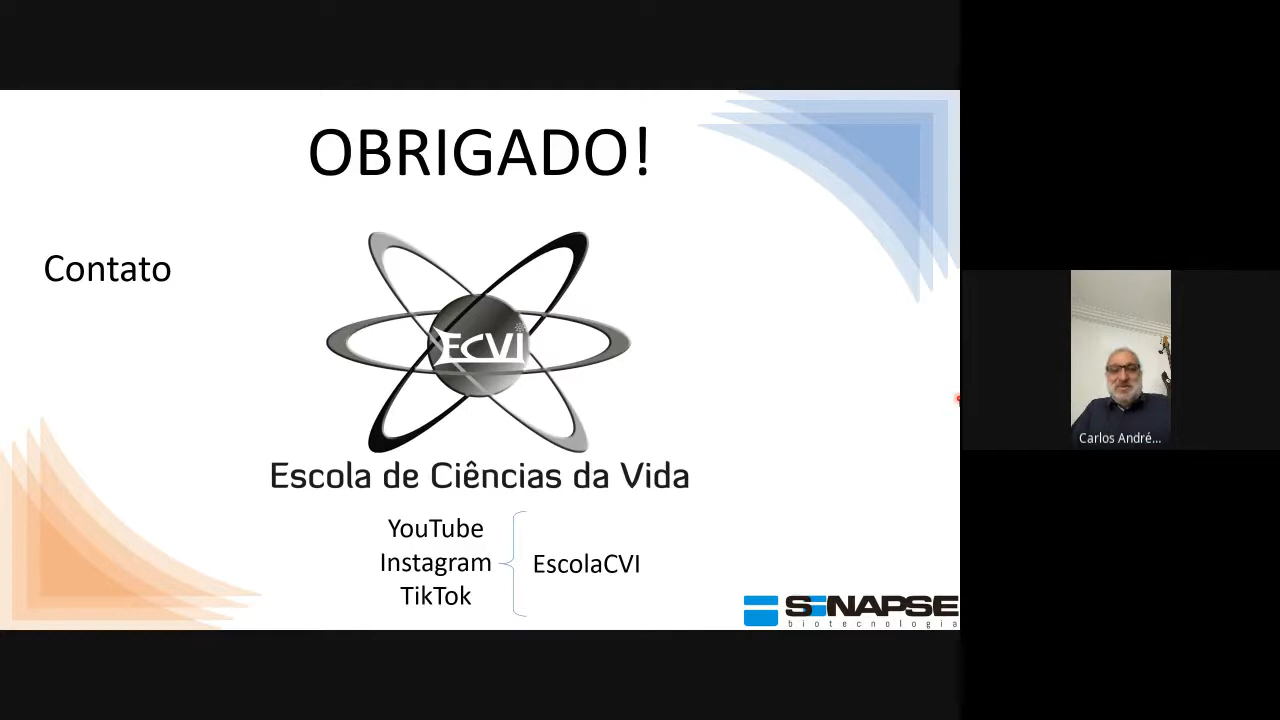 OBRIGADO!
Contato
ECVI
Escola de Ciências da Vida
YouTube
Instagram
TikTok
EscolaCVI
SINAPSE
biotecnologia
Carlos André...